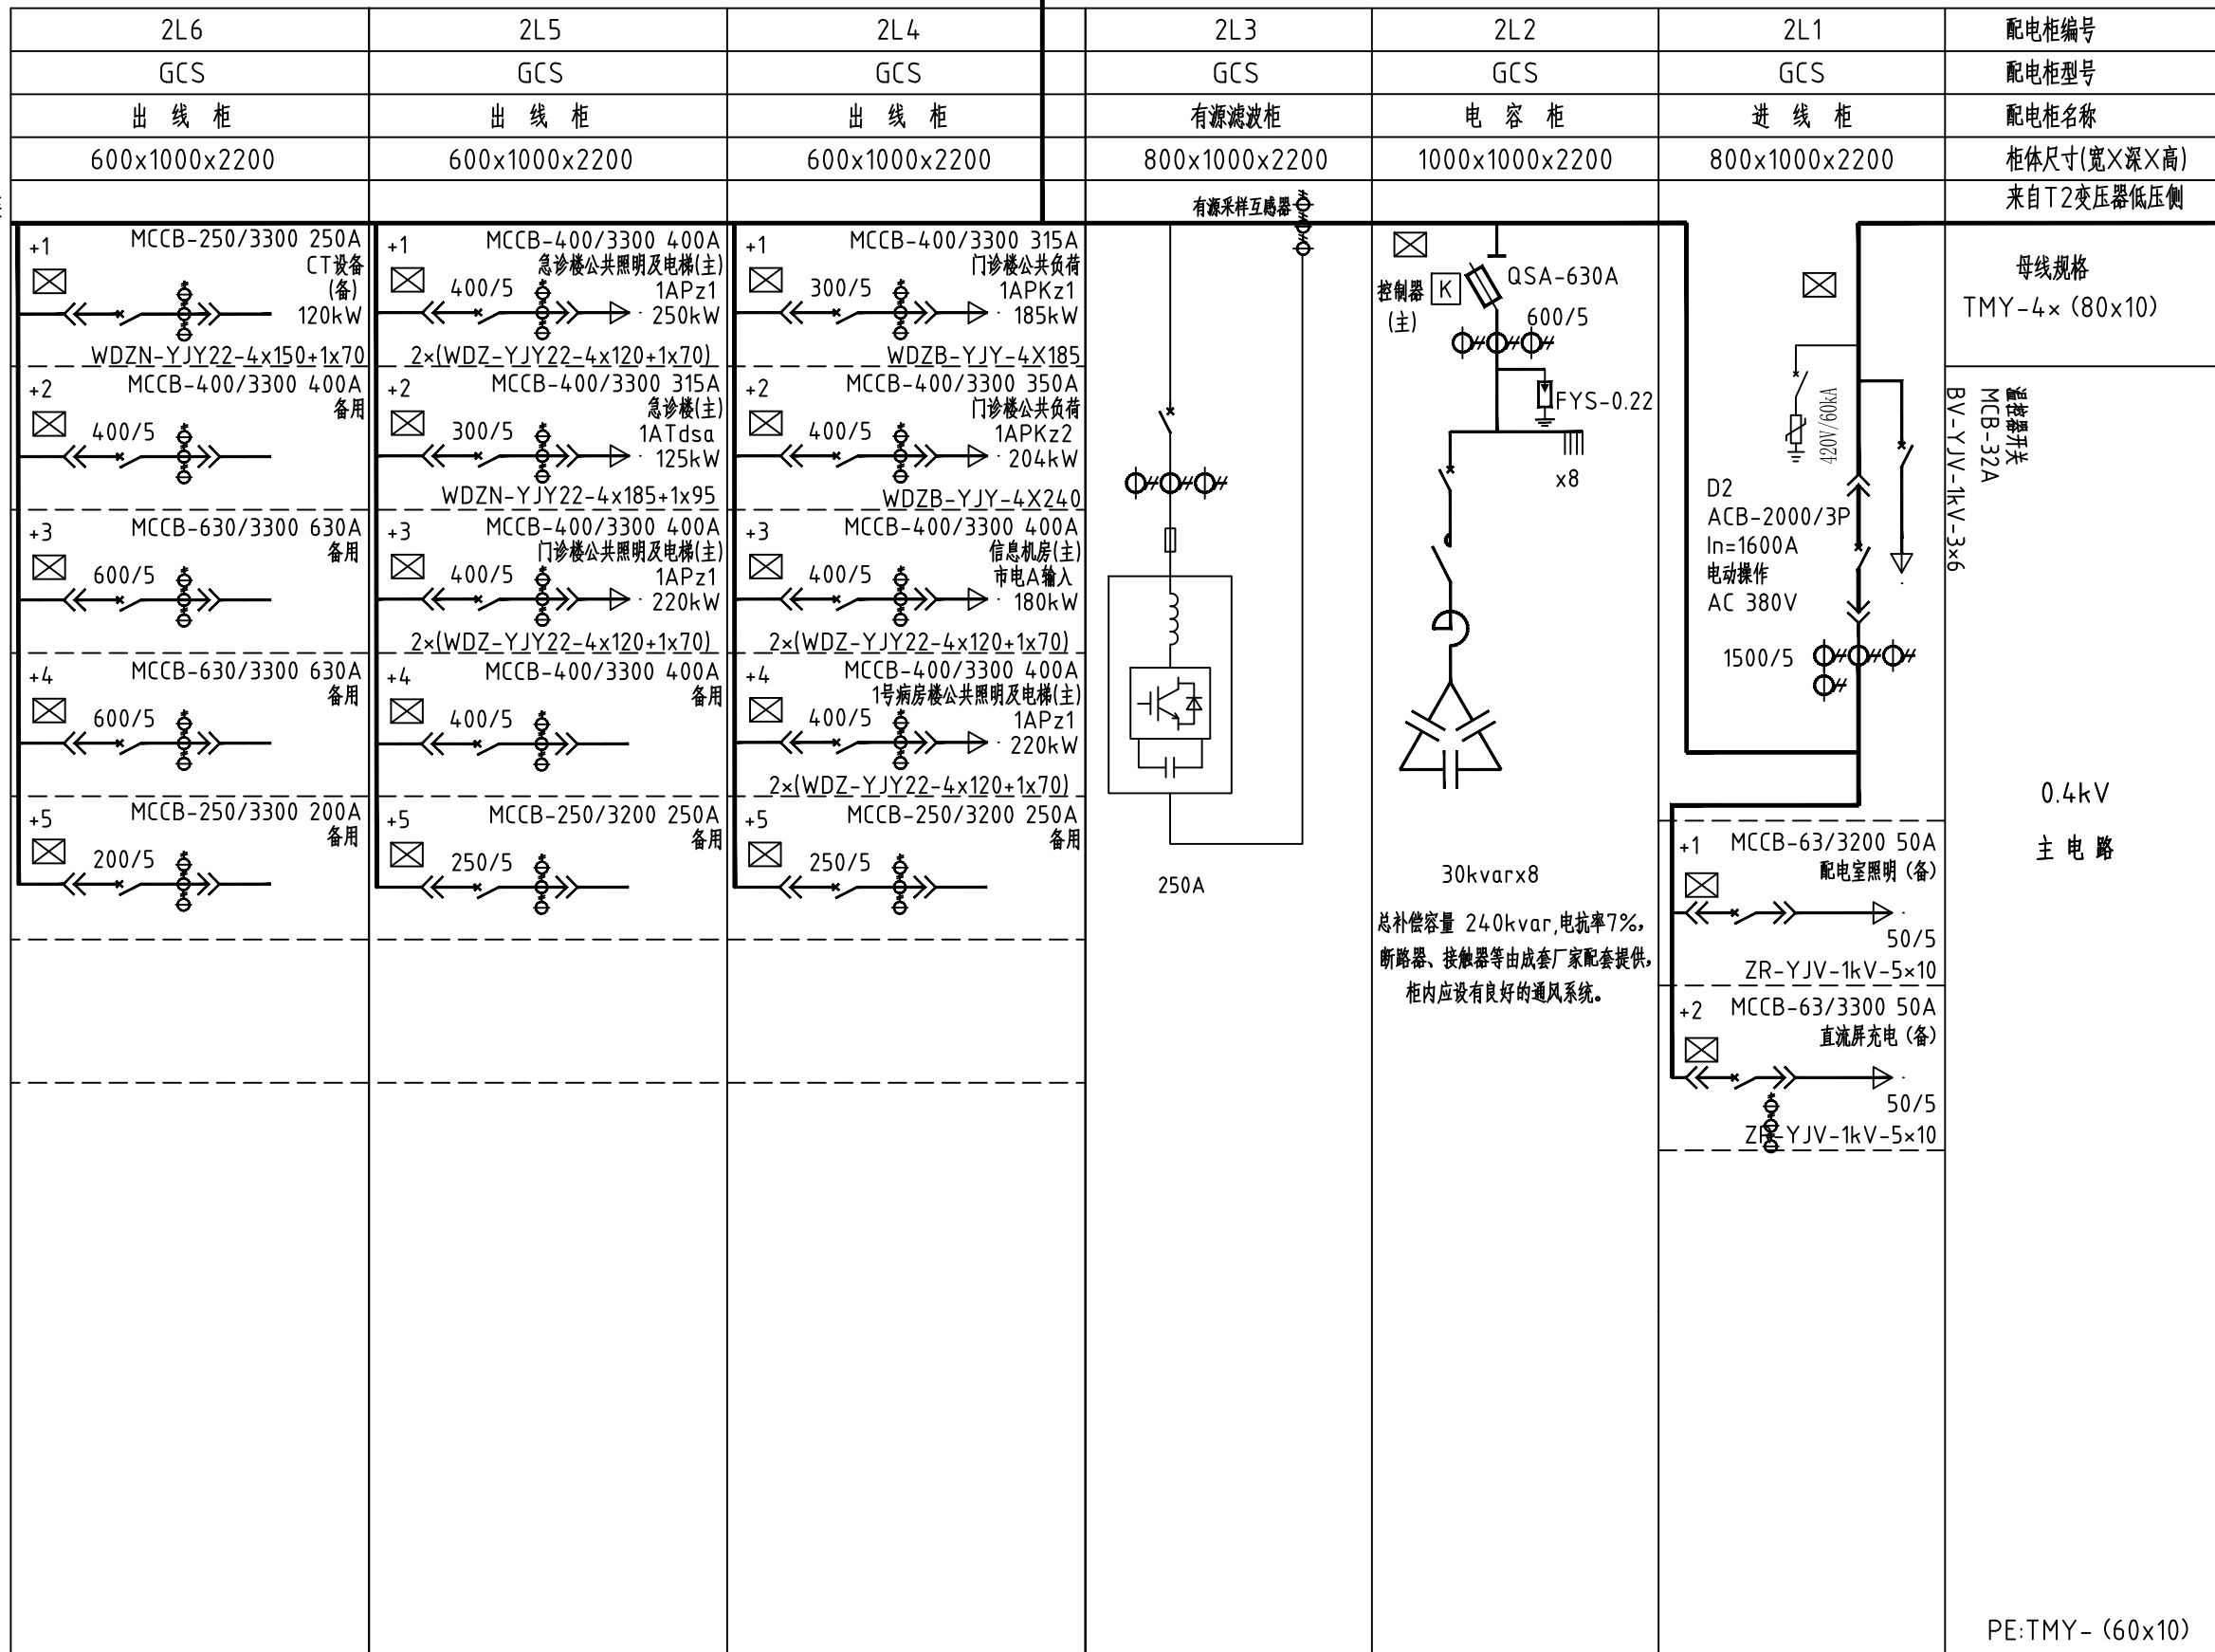 2L6 2L5 2L4 2L3 2L2 2L1 配电柜编号
GCS GCS GCS GCS GCS GCS 配电柜型号
出 线 柜 出 线 柜 出 线 柜 有源滤波柜 电 容 柜 进 线 柜 配电柜名称
600x1000x2200 600x1000x2200 600x1000x2200 800x1000x2200 1000x1000x2200 800x1000x2200 柜体尺寸(宽X深X高)
来自T2变压器低压侧
+1 MCCB-250/3300 250A
CT设备
(备)
120kW
WDZN-YJY22-4x150+1x70
+2 MCCB-400/3300 400A
备用
400/5
+3 MCCB-630/3300 630A
备用
600/5
+4 MCCB-630/3300 630A
备用
600/5
+5 MCCB-250/3300 200A
备用
200/5
+1 MCCB-400/3300 400A
急诊楼公共照明及电梯(主)
400/5 1APz1
250kW
2×(WDZ-YJY22-4x120+1x70)
+2 MCCB-400/3300 315A
急诊楼(主)
300/5 1ATdsa
125kW
WDZN-YJY22-4x185+1x95
+3 MCCB-400/3300 400A
门诊楼公共照明及电梯(主)
400/5 1APz1
220kW
2×(WDZ-YJY22-4x120+1x70)
+4 MCCB-400/3300 400A
备用
400/5
+5 MCCB-250/3200 250A
备用
250/5
+1 MCCB-400/3300 315A
门诊楼公共负荷
300/5 1APKz1
185kW
WDZB-YJY-4X185
+2 MCCB-400/3300 350A
门诊楼公共负荷
400/5 1APKz2
204kW
WDZB-YJY-4X240
+3 MCCB-400/3300 400A
信息机房(主)
400/5 市电A输入
180kW
2×(WDZ-YJY22-4x120+1x70)
+4 MCCB-400/3300 400A
1号病房楼公共照明及电梯(主)
400/5 1APz1
220kW
2×(WDZ-YJY22-4x120+1x70)
+5 MCCB-250/3200 250A
备用
250/5
有源采样互感器
250A
控制器 K
(主)
QSA-630A
600/5
FYS-0.22
x8
30kvarx8
总补偿容量 240kvar,电抗率7%,
断路器、接触器等由成套厂家配套提供,
柜内应设有良好的通风系统。
420V/60kA
D2
ACB-2000/3P
In=1600A
电动操作
AC 380V
1500/5
+1 MCCB-63/3200 50A
配电室照明 (备)
50/5
ZR-YJV-1kV-5×10
+2 MCCB-63/3300 50A
直流屏充电 (备)
50/5
ZR-YJV-1kV-5×10
母线规格
TMY-4× (80x10)
温控器开关
MCB-32A
BV-YJV-1kV-3×6
0.4kV
主 电 路
PE:TMY- (60x10)